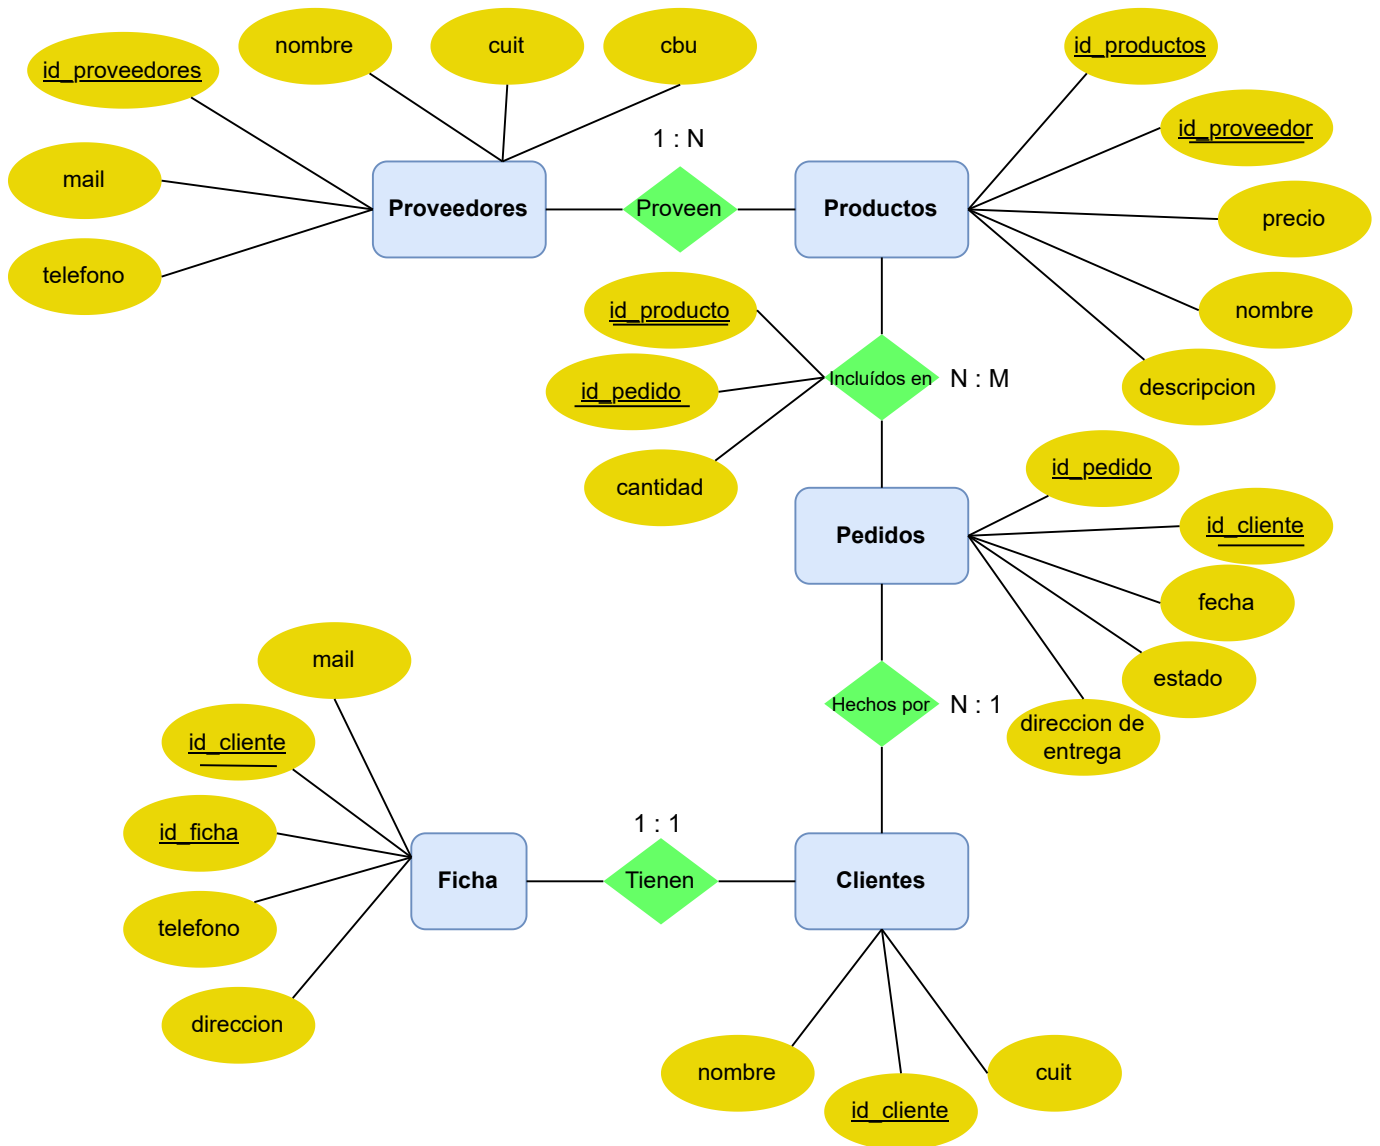 nombre
cuit
cbu
id_productos
id_proveedores
1 : N
id_proveedor
mail
Proveedores
Proveen
Productos
precio
telefono
id_producto
nombre
Incluídos en
N : M
id_pedido
descripcion
cantidad
id_pedido
Pedidos
id_cliente
fecha
mail
estado
Hechos por
N : 1
direccion de
entrega
id_cliente
id_ficha
1 : 1
Ficha
Tienen
Clientes
telefono
direccion
nombre
cuit
id_cliente